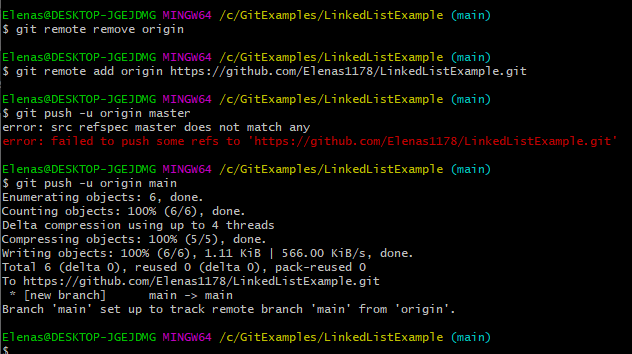 Elenas@DESKTOP-JGEJDMG MINGW64 /c/GitExamples/LinkedListExample (main)
$ git remote remove origin
Elenas@DESKTOP-JGEJDMG MINGW64 /c/GitExamples/LinkedListExample (main)
$ git remote add origin https://github.com/Elenas1178/LinkedListExample.git
Elenas@DESKTOP-JGEJDMG MINGW64 /c/GitExamples/LinkedListExample (main)
$ git push -u origin master
error: src refspec master does not match any
error: failed to push some refs to 'https://github.com/Elenas1178/LinkedListExample.git'
Elenas@DESKTOP-JGEJDMG MINGW64 /c/GitExamples/LinkedListExample (main)
$ git push -u origin main
Enumerating objects: 6, done.
Counting objects: 100% (6/6), done.
Delta compression using up to 4 threads
Compressing objects: 100% (5/5), done.
Writing objects: 100% (6/6), 1.11 KiB | 566.00 KiB/s, done.
Total 6 (delta 0), reused 0 (delta 0), pack-reused 0
To https://github.com/Elenas1178/LinkedListExample.git
 * [new branch]      main -> main
Branch 'main' set up to track remote branch 'main' from 'origin'.
Elenas@DESKTOP-JGEJDMG MINGW64 /c/GitExamples/LinkedListExample (main)
$